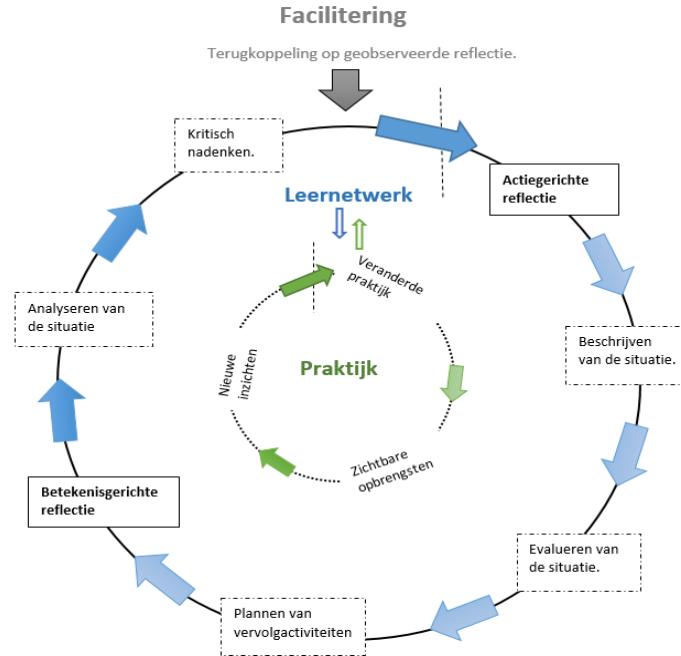 Facilitering
Terugkoppeling op geobserveerde reflectie.
Kritisch
nadenken.
Actiegerichte
reflectie
Leernetwerk
Veranderde
praktijk
Analyseren van
de situatie
Beschrijven
van de situatie.
Nieuwe
inzichten
Praktijk
Zichtbare
opbrengsten
Betekenisgerichte
reflectie
Evalueren van
de situatie.
Plannen van
vervolgactiviteiten